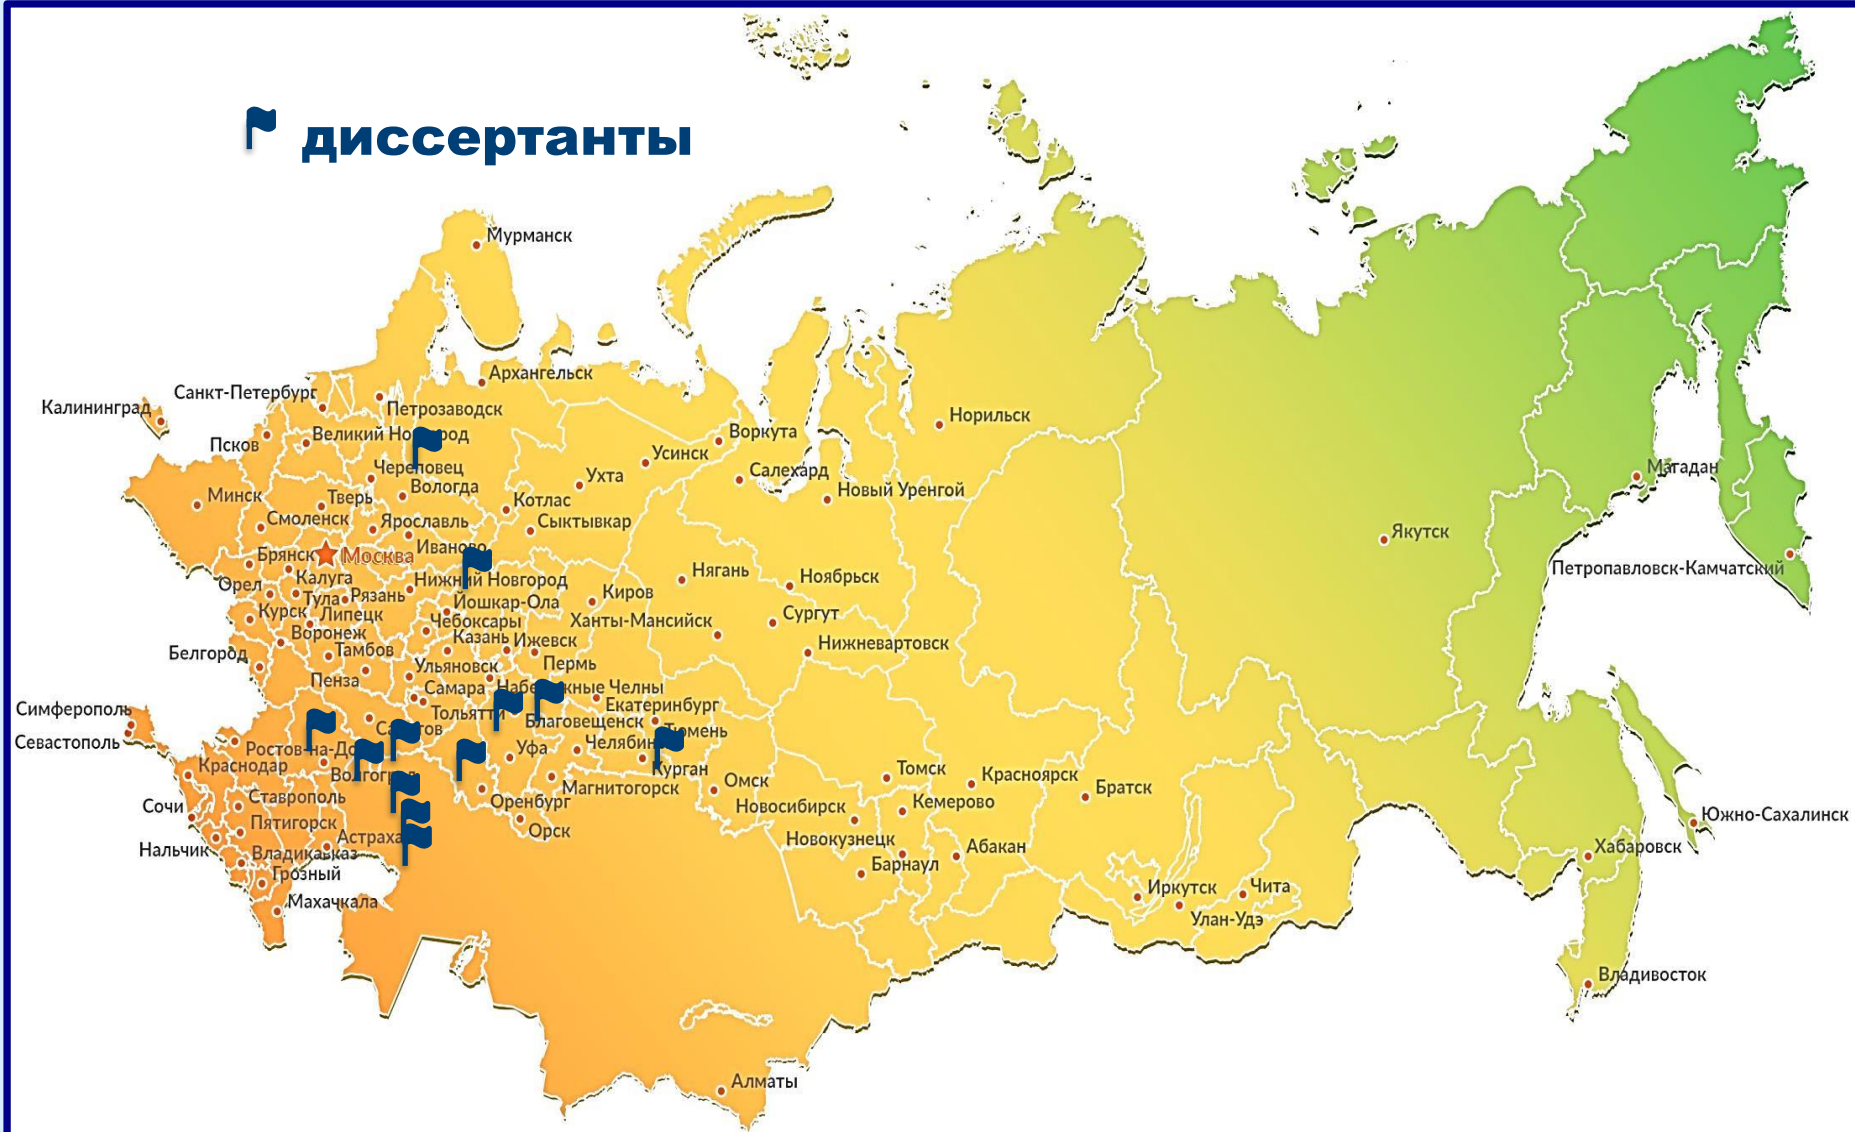 диссертанты
Мурманск
Архангельск
Санкт-Петербург
Калининград
Петрозаводск
Норильск
Великий Новгород
Воркута
Псков
Усинск
Череповец
Салехард
Магадан
Ухта
Вологда
Новый Уренгой
Минск
Тверь
Котлас
Смоленск
Ярославль
Сыктывкар
Якутск
Иваново
Брянск
Москва
Петропавловск-Камчатский
Нягань
Ноябрьск
Калуга
Нижний Новгород
Орел
Тула
Рязань
Киров
Йошкар-Ола
Курск
Липецк
Сургут
Чебоксары
Ханты-Мансийск
Воронеж
Казань
Ижевск
Нижневартовск
Белгород
Тамбов
Ульяновск
Пермь
Пенза
Самара
Набережные Челны
Симферополь
Тольятти
Екатеринбург
Благовещенск
Саратов
Тюмень
Севастополь
Ростов-на-До
Уфа
Челябин
Краснодар
Волгоград
Курган
Томск
Красноярск
Омск
Братск
Магнитогорск
Ставрополь
Оренбург
Сочи
Новосибирск
Кемерово
Южно-Сахалинск
Пятигорск
Орск
Астраха
Новокузнецк
Абакан
Хабаровск
Нальчик
Владикавказ
Барнаул
Грозный
Иркутск
Чита
Махачкала
Улан-Удэ
Владивосток
Алматы